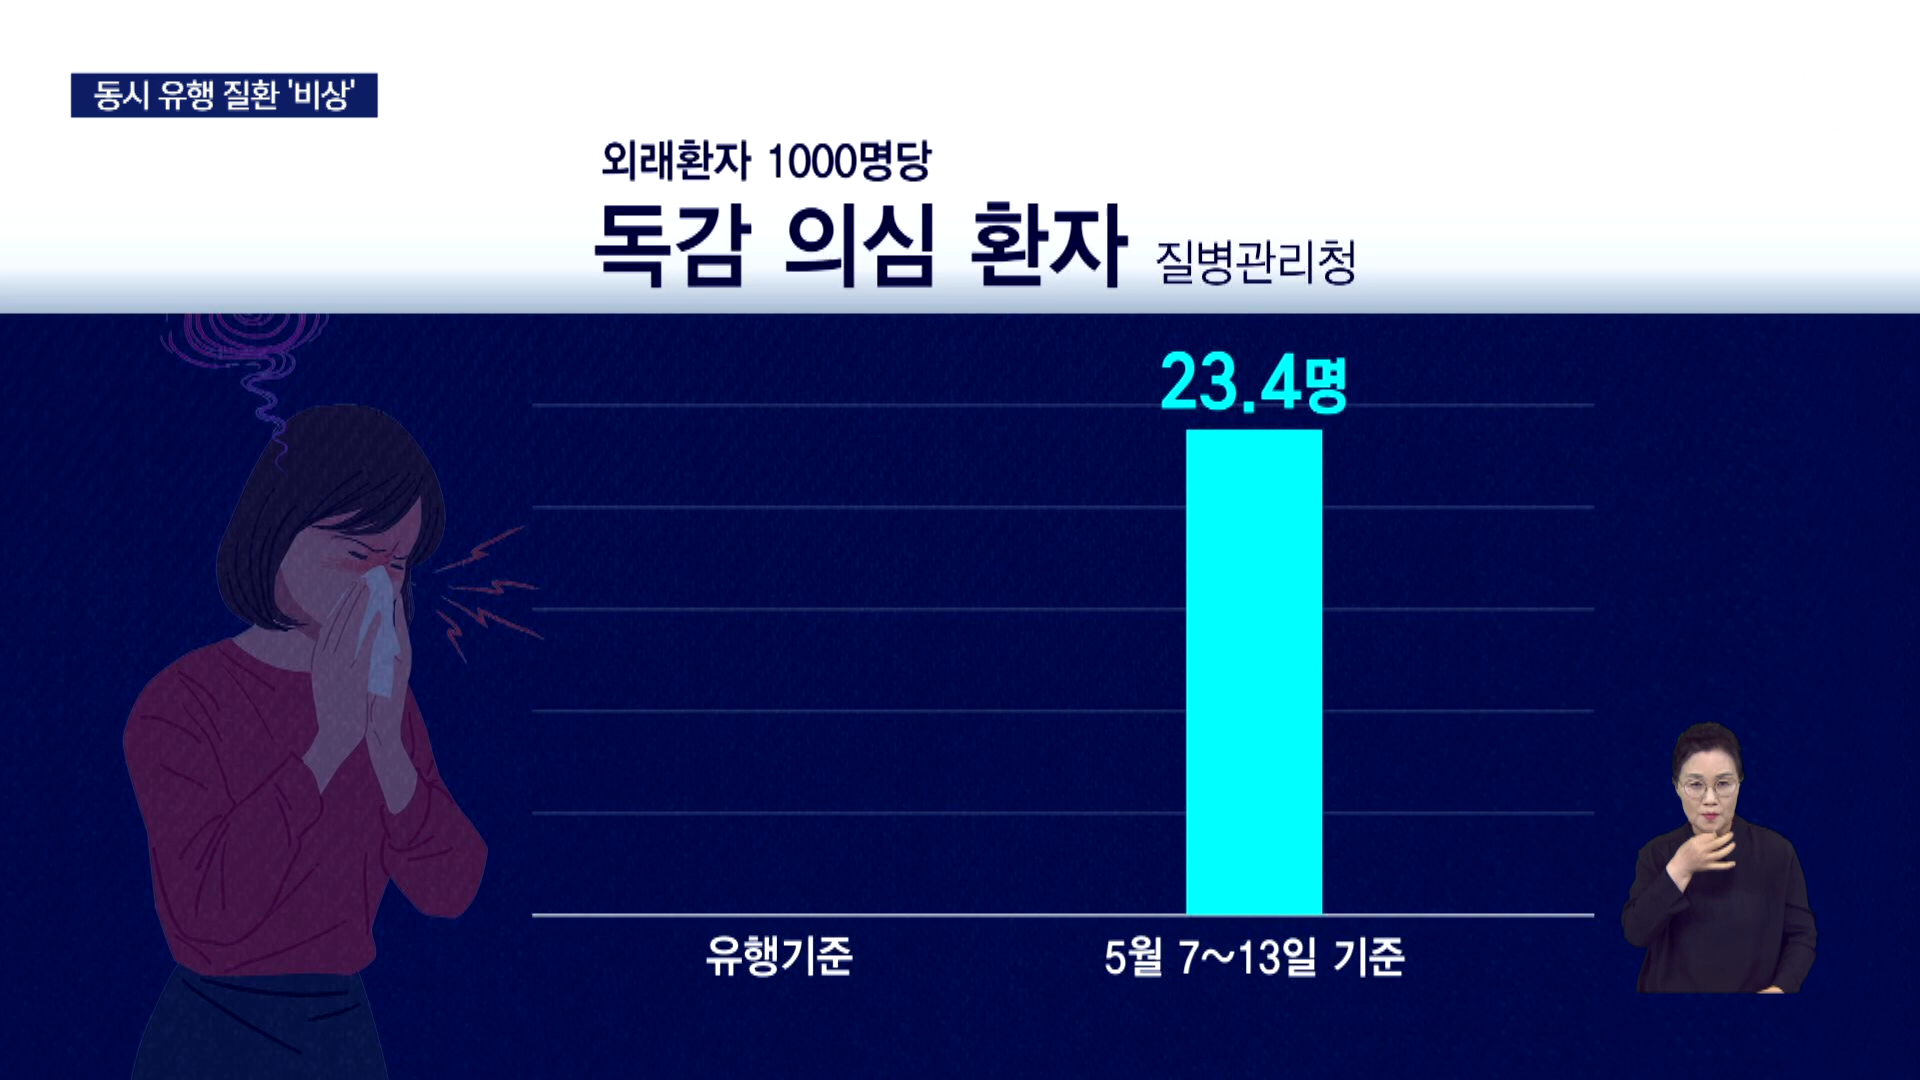 동시 유행 질환 '비상'
외래환자 1000명당
독감 의심 환자 질병관리청
23.4명
유행기준
5월 7~13일 기준